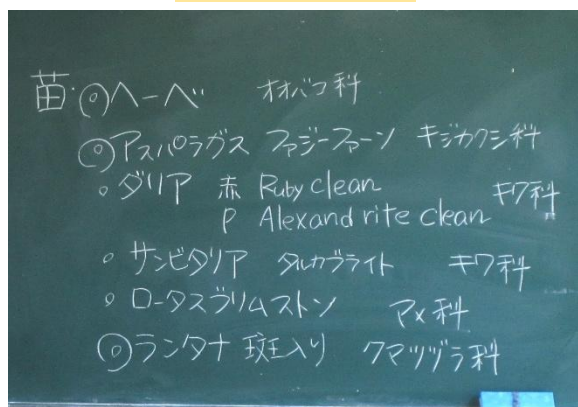 苗・◎ヘーベ オオバコ科
◎アスパラガス ファジーファーン キジカクシ科
○ダリア 赤 Ruby clean キク科
P Alexand rite clean
○サンビタリア タルカブライト キク科
○ロータスブリムストン マメ科
◎ランタナ 斑入り クマツヅラ科